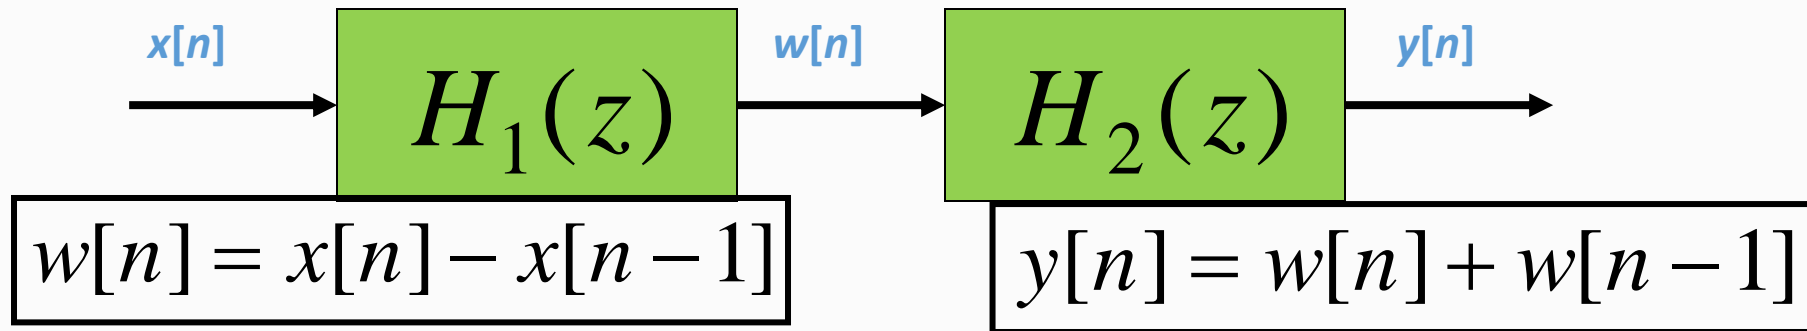 x[n] w[n] y[n]
H₁(z) H₂(z)
w[n] = x[n] − x[n − 1]
y[n] = w[n] + w[n − 1]